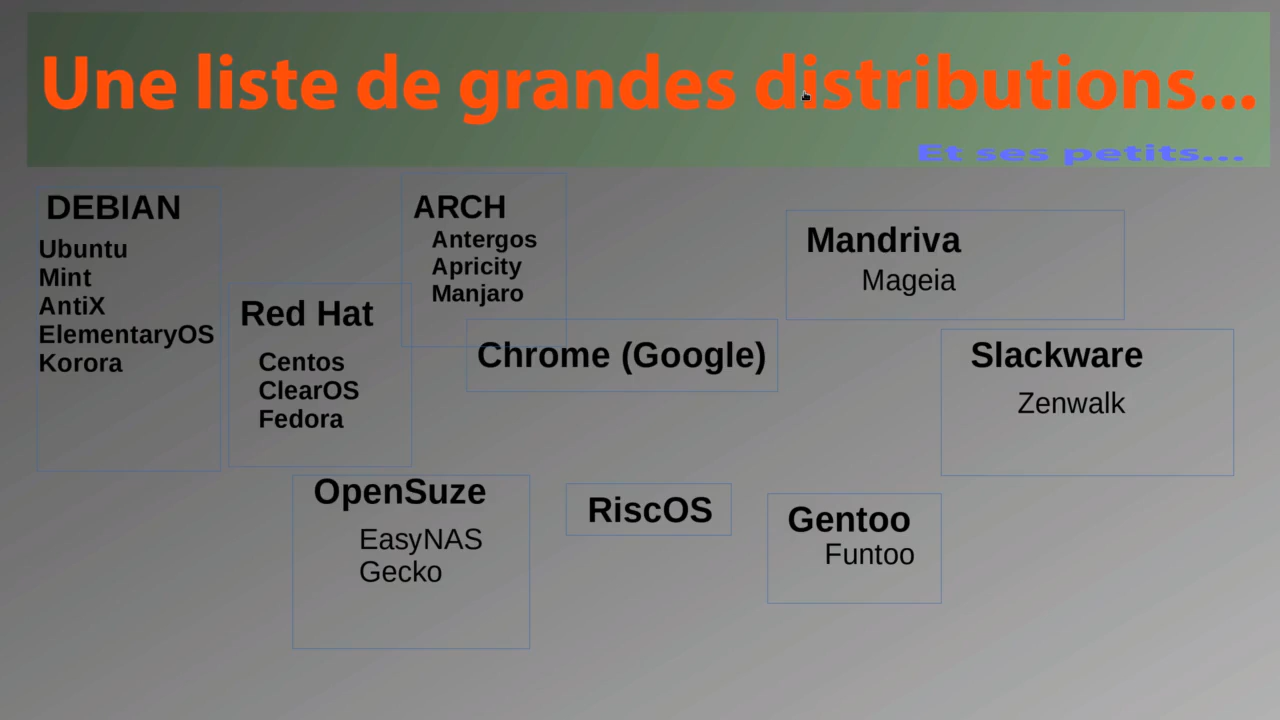 Une liste de grandes distributions...
Et ses petits...
DEBIAN
Ubuntu
Mint
AntiX
ElementaryOS
Korora
Red Hat
Centos
ClearOS
Fedora
ARCH
Antergos
Apricity
Manjaro
Chrome (Google)
Mandriva
Mageia
Slackware
Zenwalk
OpenSuze
EasyNAS
Gecko
RiscOS
Gentoo
Funtoo